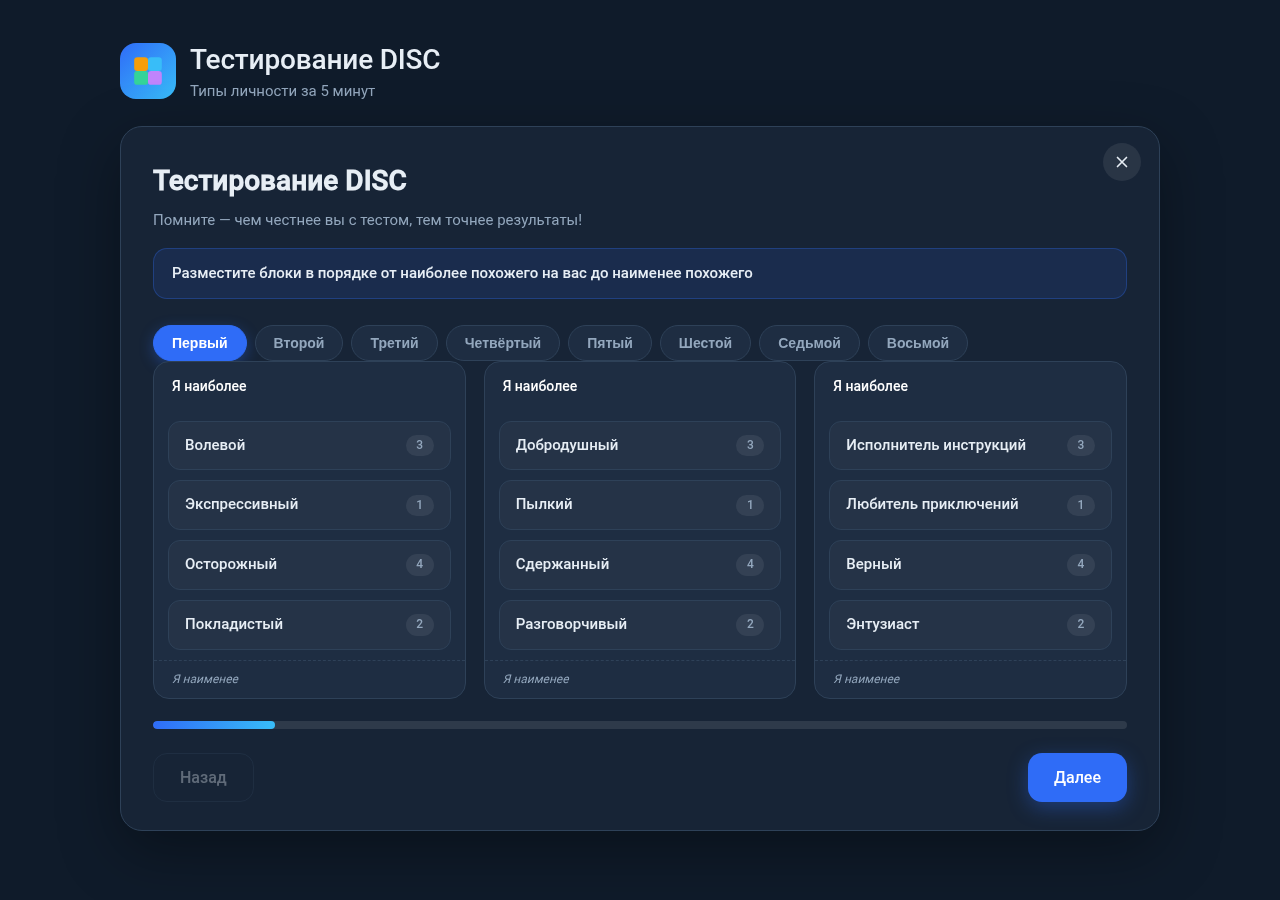 Тестирование DISC
Типы личности за 5 минут
Тестирование DISC
Помните — чем честнее вы с тестом, тем точнее результаты!
Разместите блоки в порядке от наиболее похожего на вас до наименее похожего
Первый Второй Третий Четвёртый Пятый Шестой Седьмой Восьмой
Я наиболее
Волевой 3
Экспрессивный 1
Осторожный 4
Покладистый 2
Я наименее
Я наиболее
Добродушный 3
Пылкий 1
Сдержанный 4
Разговорчивый 2
Я наименее
Я наиболее
Исполнитель инструкций 3
Любитель приключений 1
Верный 4
Энтузиаст 2
Я наименее
Назад
Далее